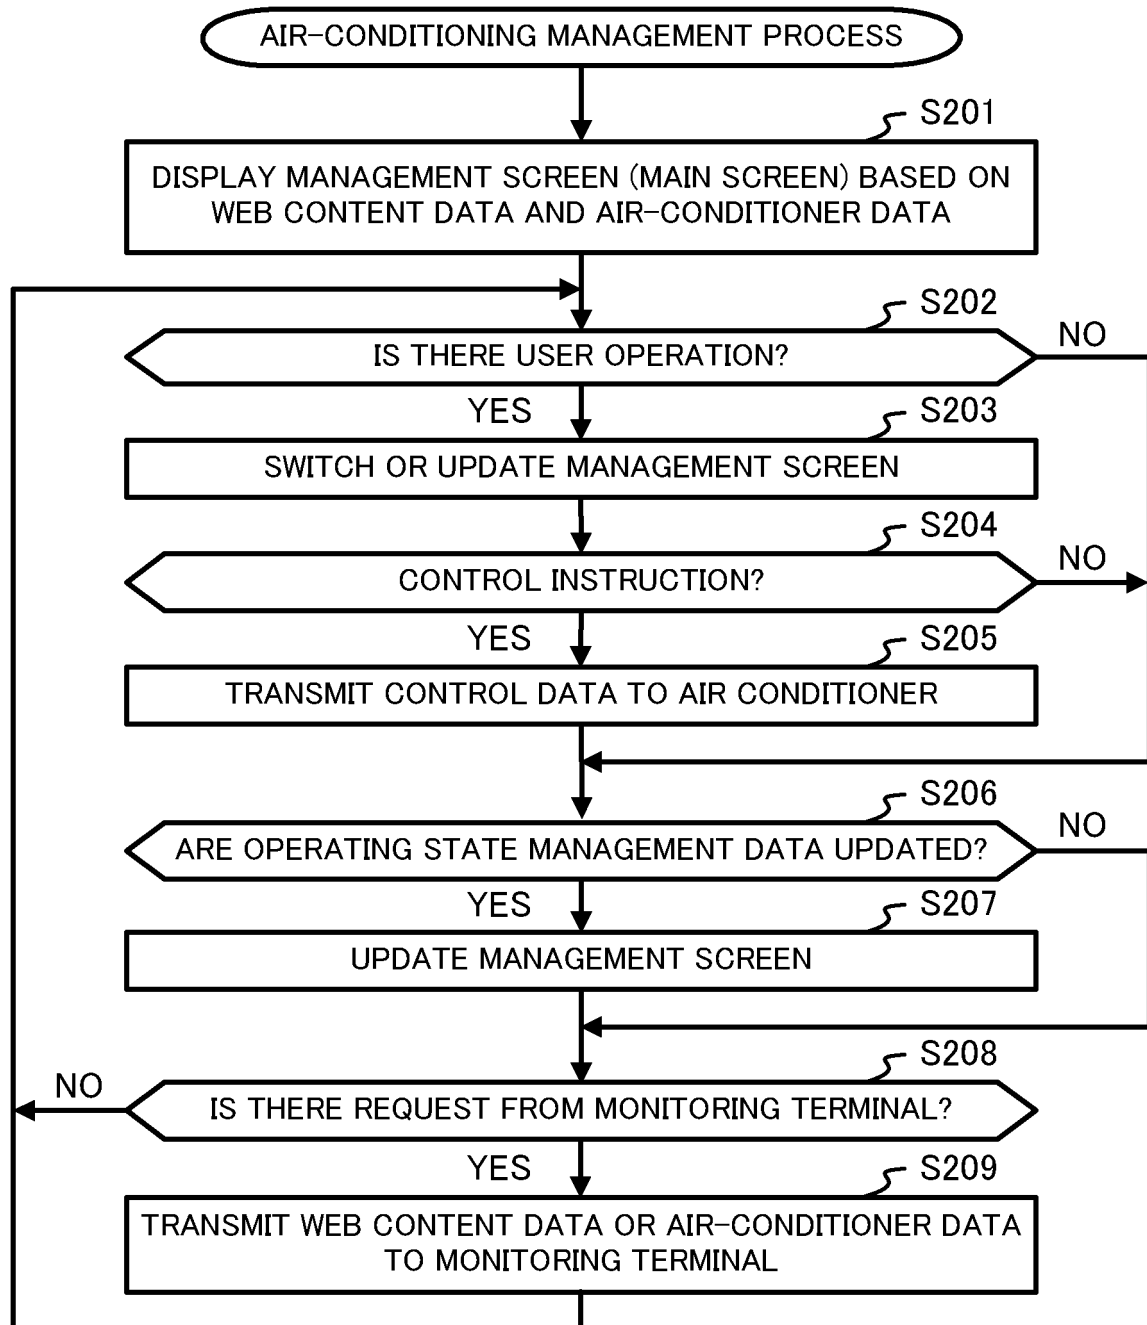 AIR-CONDITIONING MANAGEMENT PROCESS
S201
DISPLAY MANAGEMENT SCREEN (MAIN SCREEN) BASED ON
WEB CONTENT DATA AND AIR-CONDITIONER DATA
S202
IS THERE USER OPERATION?
NO
YES
S203
SWITCH OR UPDATE MANAGEMENT SCREEN
S204
CONTROL INSTRUCTION?
NO
YES
S205
TRANSMIT CONTROL DATA TO AIR CONDITIONER
S206
ARE OPERATING STATE MANAGEMENT DATA UPDATED?
NO
YES
S207
UPDATE MANAGEMENT SCREEN
S208
NO
IS THERE REQUEST FROM MONITORING TERMINAL?
YES
S209
TRANSMIT WEB CONTENT DATA OR AIR-CONDITIONER DATA
TO MONITORING TERMINAL